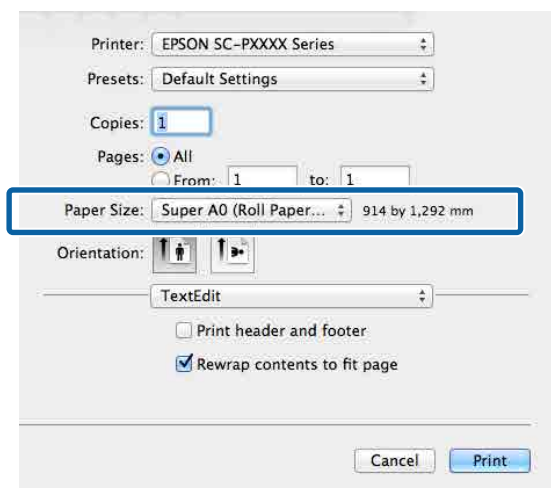 Printer: EPSON SC-PXXXX Series
Presets: Default Settings
Copies: 1
Pages: All
From: 1 to: 1
Paper Size: Super A0 (Roll Paper... 914 by 1,292 mm
Orientation:
TextEdit
Print header and footer
Rewrap contents to fit page
Cancel Print